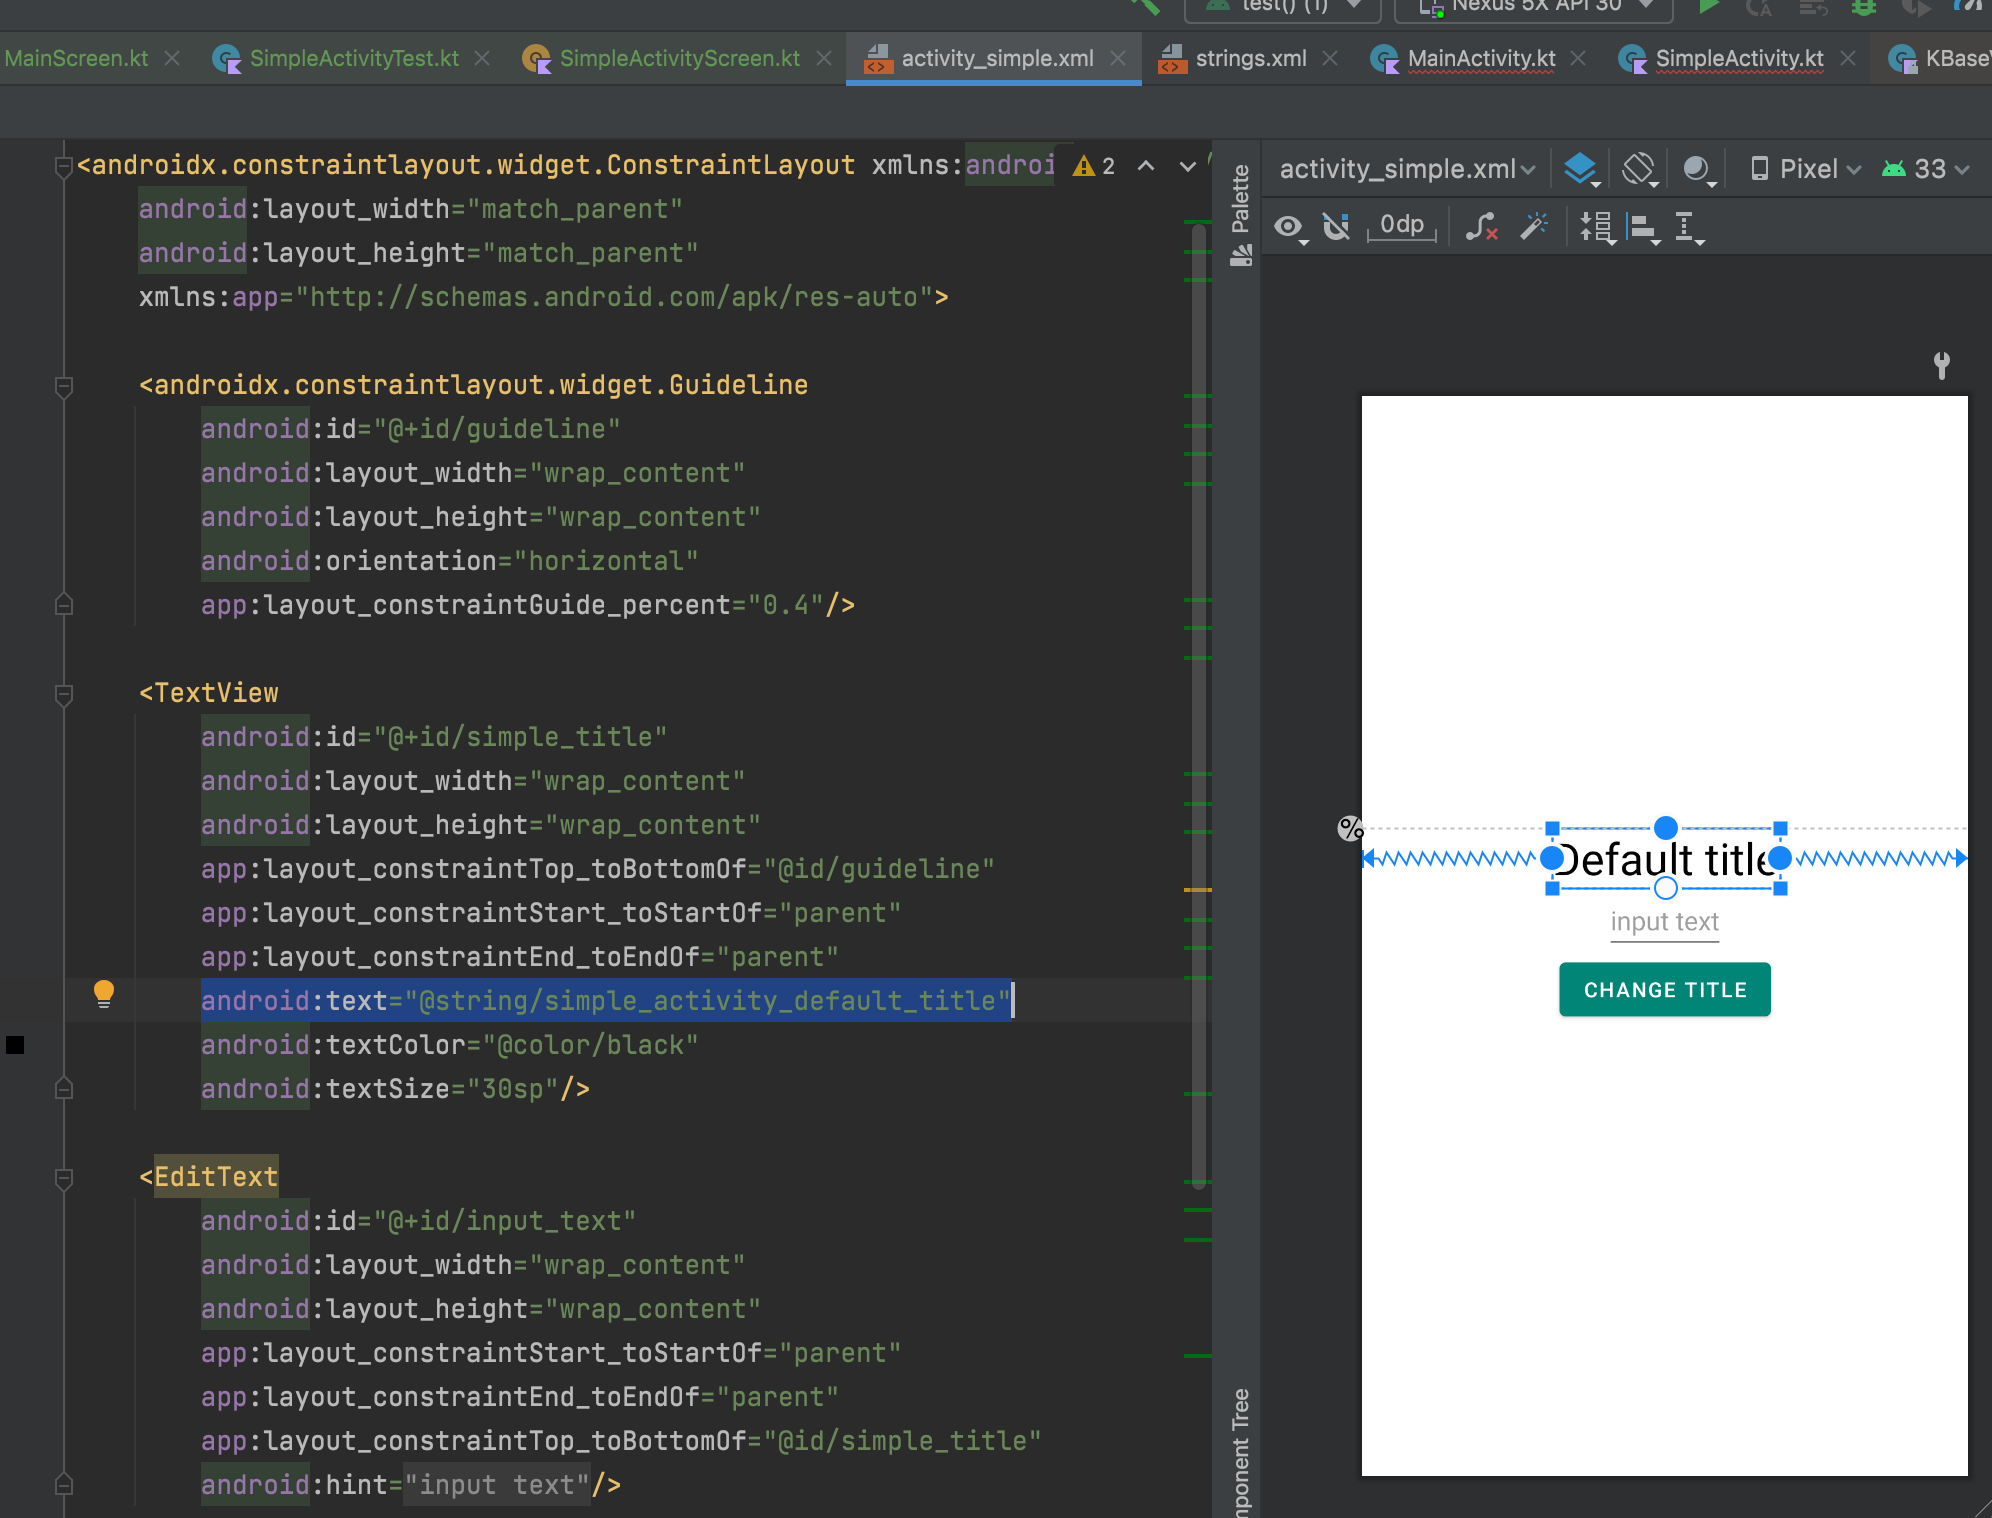 test() (1)
Nexus 5X API 30
MainScreen.kt
SimpleActivityTest.kt
SimpleActivityScreen.kt
activity_simple.xml
strings.xml
MainActivity.kt
SimpleActivity.kt
KBase
<androidx.constraintlayout.widget.ConstraintLayout xmlns:androi
2
android:layout_width="match_parent"
android:layout_height="match_parent"
xmlns:app="http://schemas.android.com/apk/res-auto">
<androidx.constraintlayout.widget.Guideline
android:id="@+id/guideline"
android:layout_width="wrap_content"
android:layout_height="wrap_content"
android:orientation="horizontal"
app:layout_constraintGuide_percent="0.4"/>
<TextView
android:id="@+id/simple_title"
android:layout_width="wrap_content"
android:layout_height="wrap_content"
app:layout_constraintTop_toBottomOf="@id/guideline"
app:layout_constraintStart_toStartOf="parent"
app:layout_constraintEnd_toEndOf="parent"
android:text="@string/simple_activity_default_title"
android:textColor="@color/black"
android:textSize="30sp"/>
<EditText
android:id="@+id/input_text"
android:layout_width="wrap_content"
android:layout_height="wrap_content"
app:layout_constraintStart_toStartOf="parent"
app:layout_constraintEnd_toEndOf="parent"
app:layout_constraintTop_toBottomOf="@id/simple_title"
android:hint="input text"/>
Palette
ponent Tree
activity_simple.xml
Pixel
33
0dp
%
Default title
input text
CHANGE TITLE